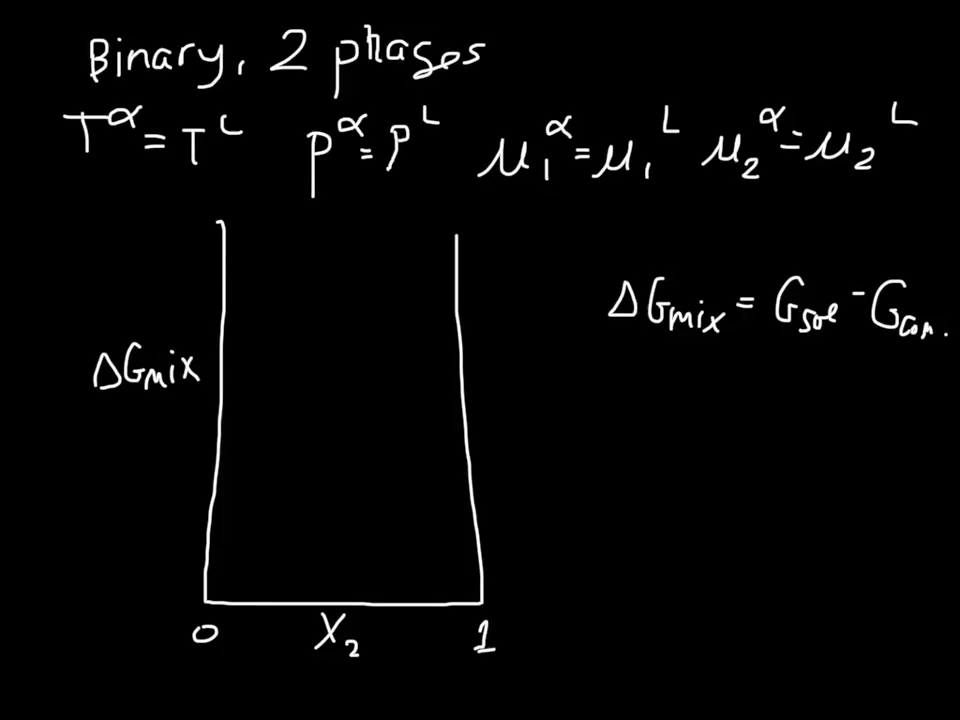 Binary, 2 phases
T^α = T^L   P^α = P^L   μ₁^α = μ₁^L   μ₂^α = μ₂^L
ΔGmix = Gsol - Gcom.
ΔGmix
0   X₂   1